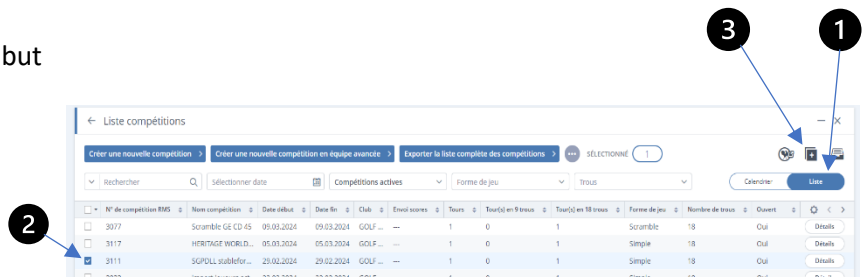 3 1
but
Liste compétitions
Créer une nouvelle compétition Créer une nouvelle compétition en équipe avancée Exporter la liste complète des compétitions ... SÉLECTIONNÉ 1
Rechercher Sélectionner date Compétitions actives Forme de jeu Trous Calendrier Liste
N° de compétition RMS Nom compétition Date début Date fin Club Envoi scores Tours Tour(s) en 9 trous Tour(s) en 18 trous Forme de jeu Nombre de trous Ouvert
2
3077 Scramble GE CD 45 09.03.2024 09.03.2024 GOLF ... --- 1 0 1 Scramble 18 Oui Détails
3117 HERITAGE WORLD... 05.03.2024 05.03.2024 GOLF ... --- 1 0 1 Simple 18 Oui Détails
3111 SGPDLL stablefor... 29.02.2024 29.02.2024 GOLF ... --- 1 0 1 Simple 18 Oui Détails